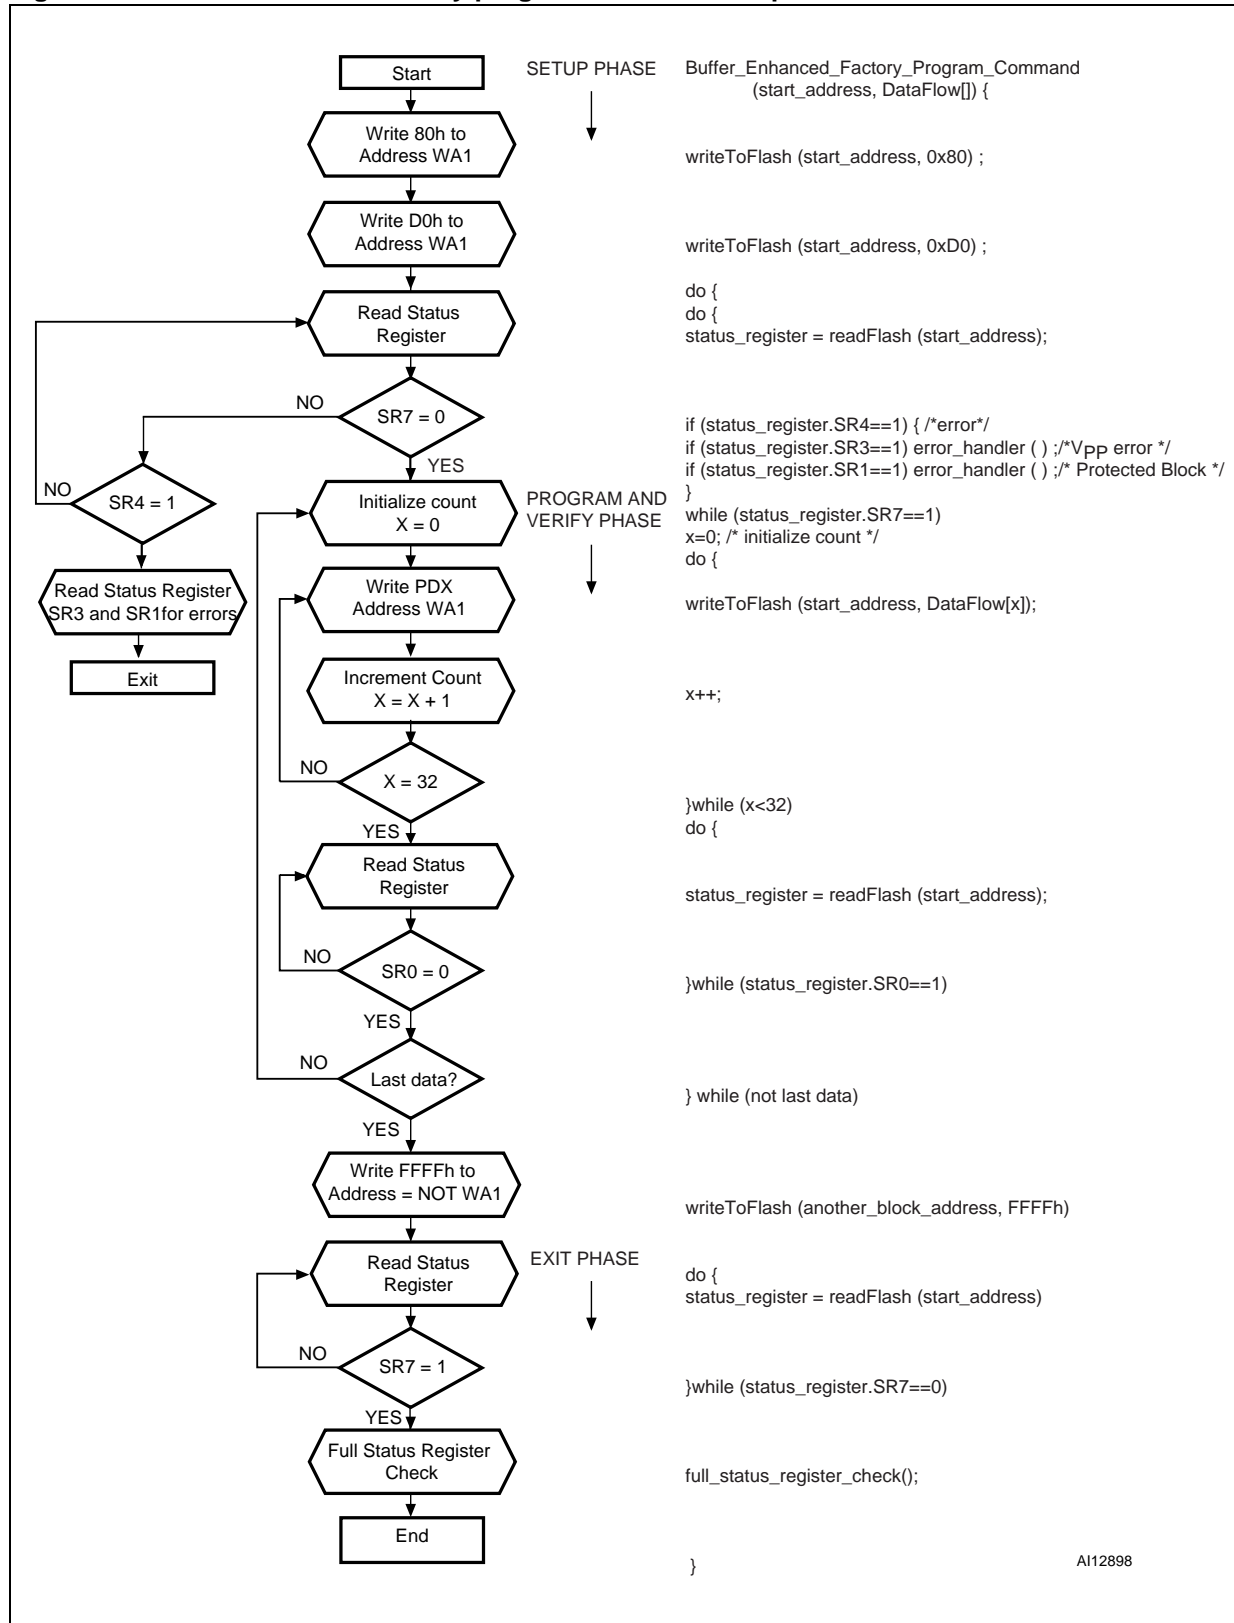 Start
SETUP PHASE
Buffer_Enhanced_Factory_Program_Command
(start_address, DataFlow[]) {
Write 80h to
Address WA1
writeToFlash (start_address, 0x80) ;
Write D0h to
Address WA1
writeToFlash (start_address, 0xD0) ;
do {
do {
Read Status
Register
status_register = readFlash (start_address);
NO
SR7 = 0
YES
if (status_register.SR4==1) { /*error*/
if (status_register.SR3==1) error_handler ( ) ;/*VPP error */
if (status_register.SR1==1) error_handler ( ) ;/* Protected Block */
}
while (status_register.SR7==1)
x=0; /* initialize count */
do {
NO
SR4 = 1
Initialize count
X = 0
PROGRAM AND
VERIFY PHASE
Read Status Register
SR3 and SR1for errors
Exit
Write PDX
Address WA1
writeToFlash (start_address, DataFlow[x]);
Increment Count
X = X + 1
x++;
NO
X = 32
YES
}while (x<32)
do {
Read Status
Register
status_register = readFlash (start_address);
NO
SR0 = 0
YES
}while (status_register.SR0==1)
NO
Last data?
YES
} while (not last data)
Write FFFFh to
Address = NOT WA1
writeToFlash (another_block_address, FFFFh)
Read Status
Register
EXIT PHASE
do {
status_register = readFlash (start_address)
NO
SR7 = 1
YES
}while (status_register.SR7==0)
Full Status Register
Check
full_status_register_check();
End
}
AI12898